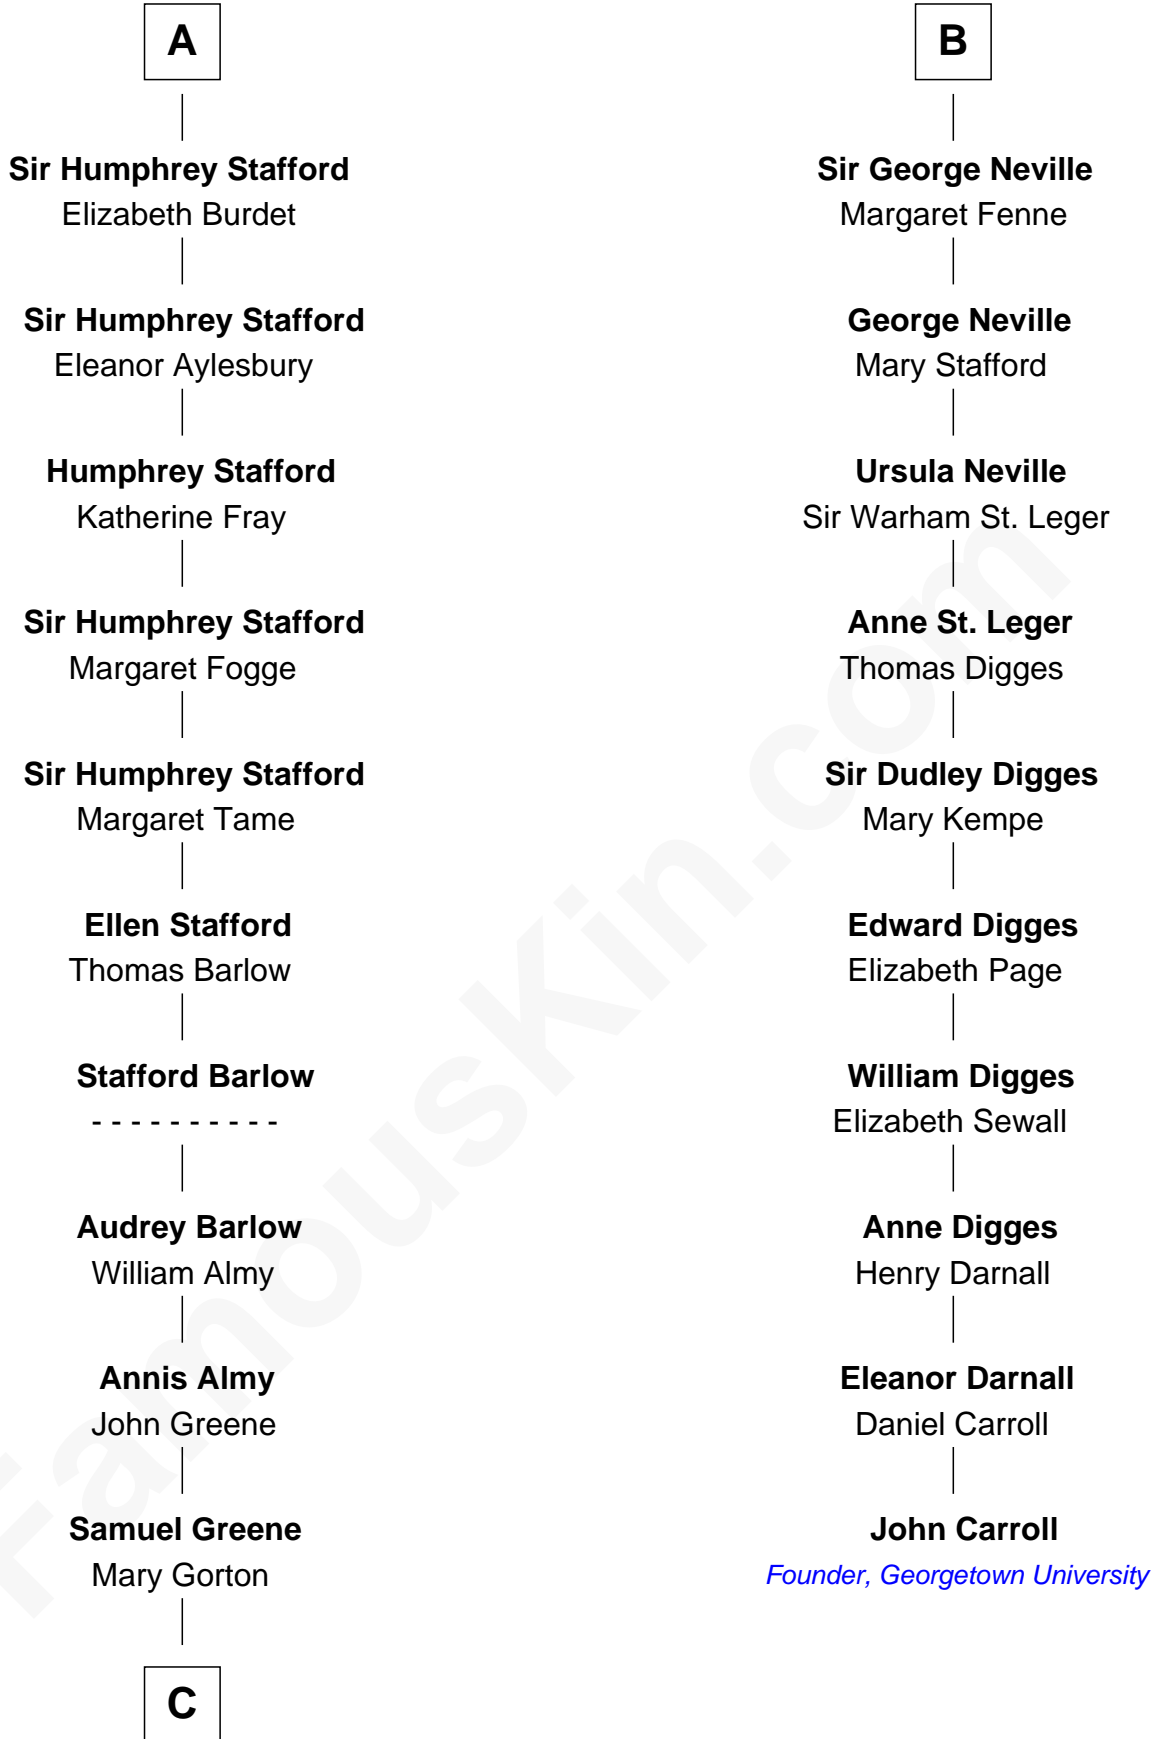 A
Sir Humphrey Stafford
Elizabeth Burdet
Sir Humphrey Stafford
Eleanor Aylesbury
Humphrey Stafford
Katherine Fray
Sir Humphrey Stafford
Margaret Fogge
Sir Humphrey Stafford
Margaret Tame
Ellen Stafford
Thomas Barlow
Stafford Barlow
- - - - - - - - - -
Audrey Barlow
William Almy
Annis Almy
John Greene
Samuel Greene
Mary Gorton
C
B
Sir George Neville
Margaret Fenne
George Neville
Mary Stafford
Ursula Neville
Sir Warham St. Leger
Anne St. Leger
Thomas Digges
Sir Dudley Digges
Mary Kempe
Edward Digges
Elizabeth Page
William Digges
Elizabeth Sewall
Anne Digges
Henry Darnall
Eleanor Darnall
Daniel Carroll
John Carroll
Founder, Georgetown University
FamousKin.com